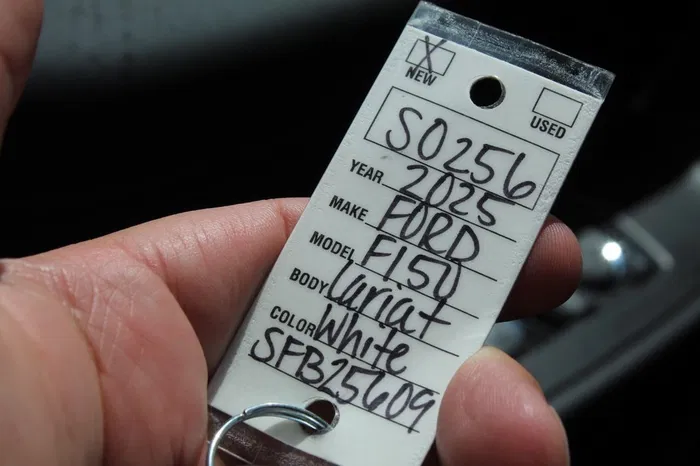 X
NEW USED
S0256
YEAR 2025
MAKE FORD
MODEL F150
BODY Lariat
COLOR White
SFB25609